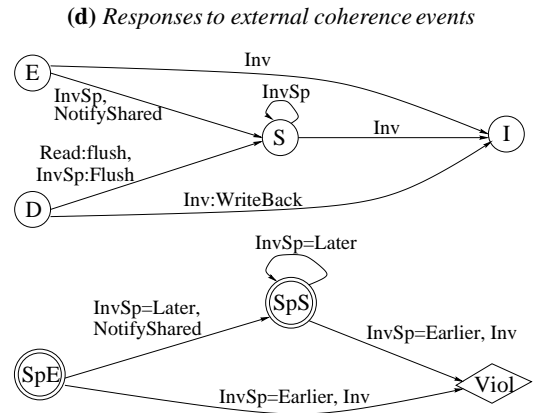 (d) Responses to external coherence events
Inv
E
InvSp
InvSp,
NotifyShared
S
Inv
I
Read:flush,
InvSp:Flush
D
Inv:WriteBack
InvSp=Later
SpS
InvSp=Later,
NotifyShared
InvSp=Earlier, Inv
SpE
Viol
InvSp=Earlier, Inv